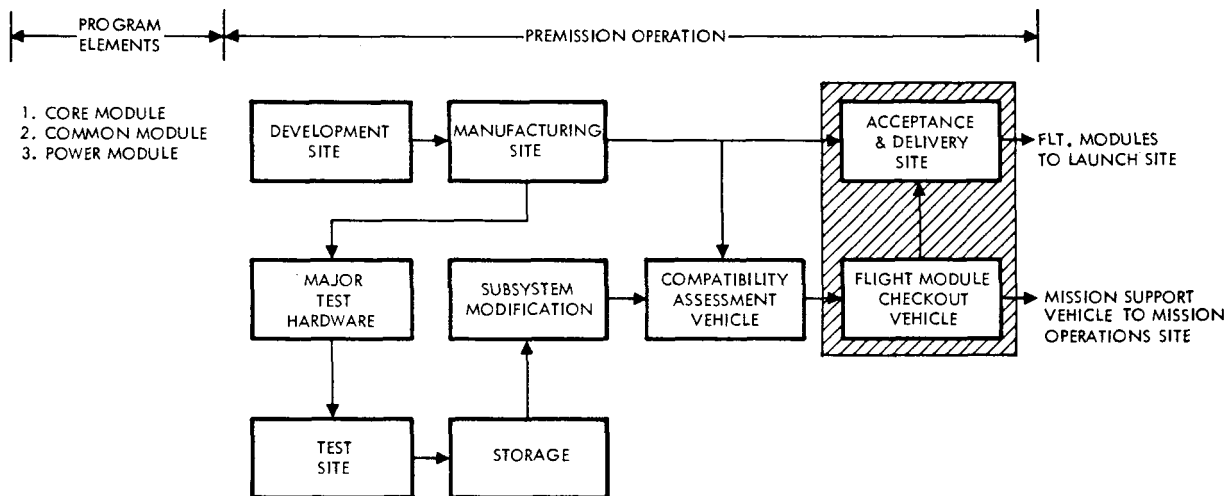 PROGRAM
ELEMENTS
PREMISSION OPERATION
1. CORE MODULE
2. COMMON MODULE
3. POWER MODULE
DEVELOPMENT
SITE
MANUFACTURING
SITE
ACCEPTANCE
& DELIVERY
SITE
FLT. MODULES
TO LAUNCH SITE
MAJOR
TEST
HARDWARE
SUBSYSTEM
MODIFICATION
COMPATIBILITY
ASSESSMENT
VEHICLE
FLIGHT MODULE
CHECKOUT
VEHICLE
MISSION SUPPORT
VEHICLE TO MISSION
OPERATIONS SITE
TEST
SITE
STORAGE